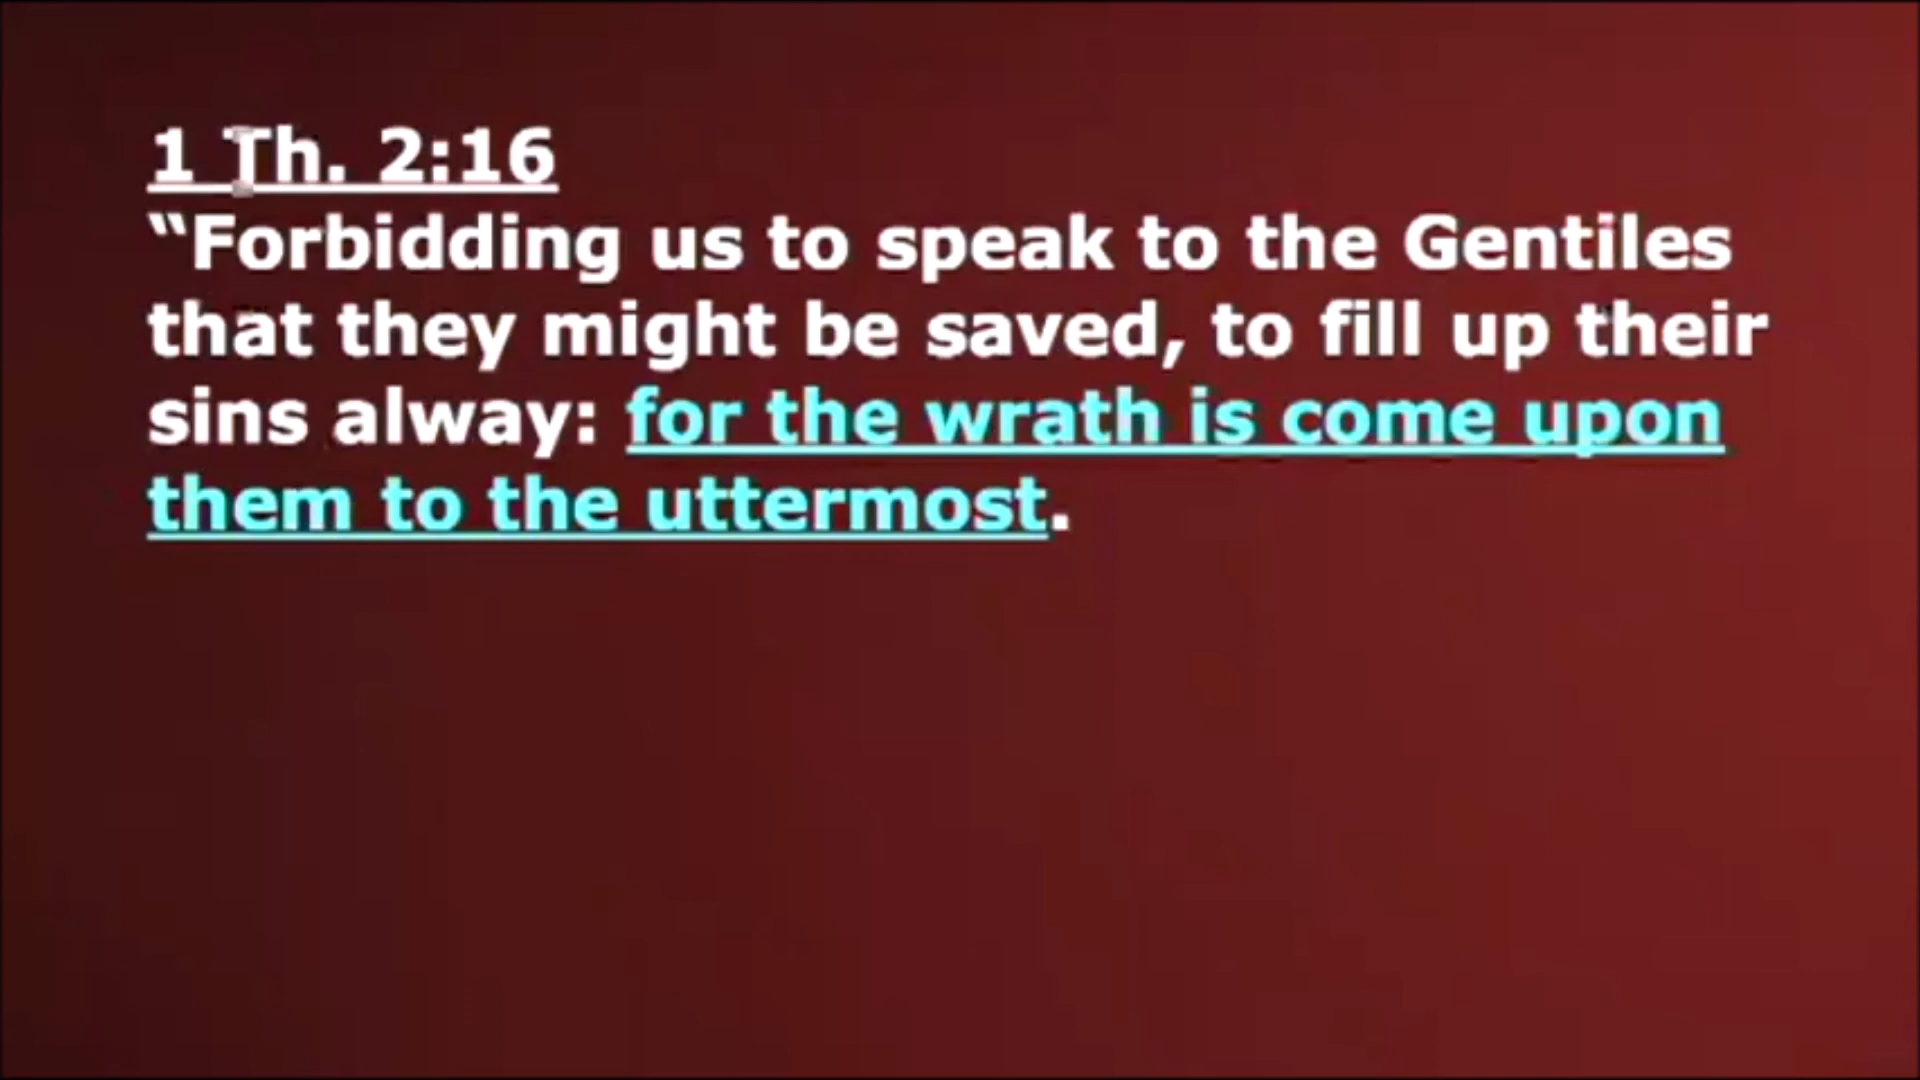 1 Th. 2:16
“Forbidding us to speak to the Gentiles
that they might be saved, to fill up their
sins alway: for the wrath is come upon
them to the uttermost.